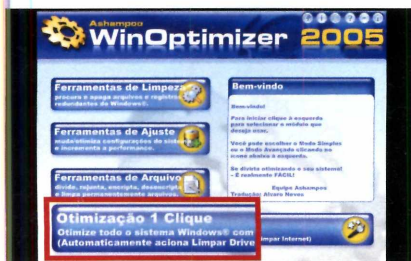 Ashampoo
WinOptimizer 2005
Ferramentas de Limpeza
procura e apaga arquivos e registros
redundantes do Windows®.
Ferramentas de Ajuste
muda/otimiza configurações de
e incrementa a performance.
Ferramentas de Arquivo
divide, rejunta, encripta, desencripta
e limpa permanentemente arquivos.
Otimização 1 Clique
Otimize todo o sistema Windows® com
(Automaticamente aciona Limpar Drive
Bem-vindo
Bem-vindo!
Para iniciar clique à esquerda
para selecionar o módulo que
deseja usar.
Você pode escolher o Modo Simples
ou o Modo Avançado clicando no
ícone abaixo à esquerda.
Se divirta otimizando o seu sistema!
- É realmente FÁCIL!
Equipe Ashampoo
Tradução: Alvaro Neves
Limpar Internet)